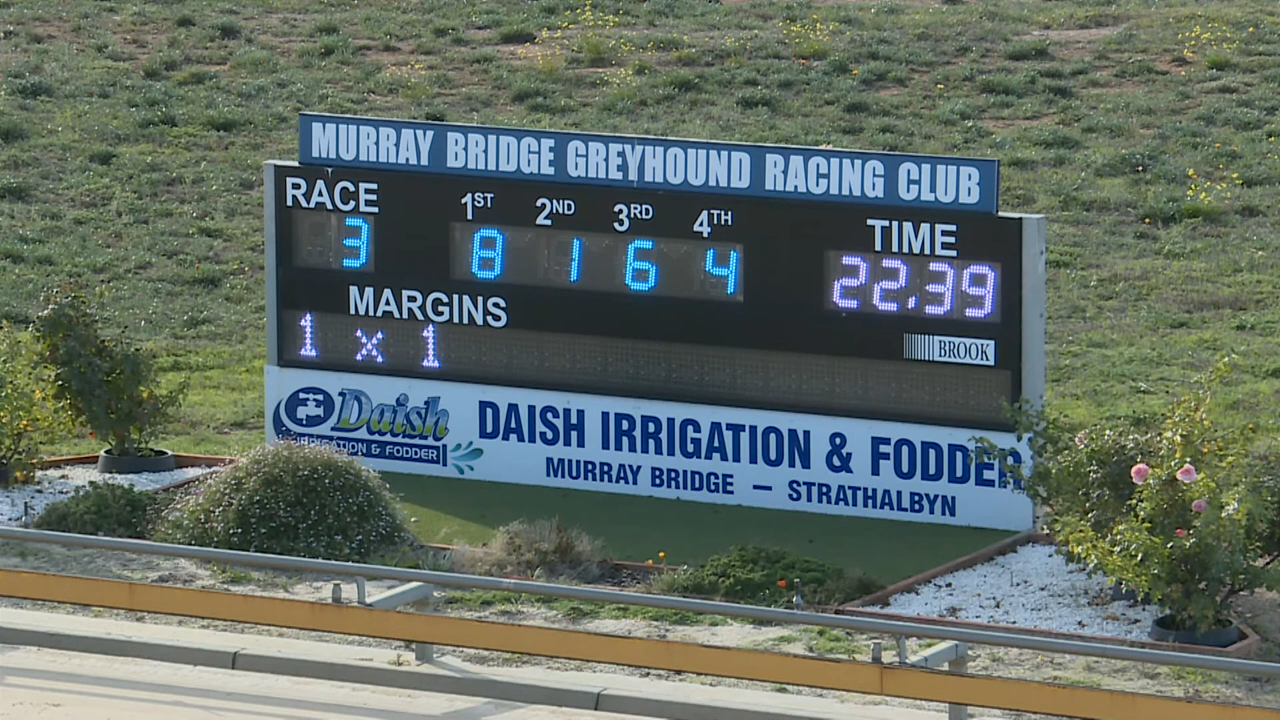 MURRAY BRIDGE GREYHOUND RACING CLUB
RACE 1ST 2ND 3RD 4TH TIME
3 8 1 6 4 22.39
MARGINS
1 x 1
BROOK
Daish
IRRIGATION & FODDER
DAISH IRRIGATION & FODDER
MURRAY BRIDGE – STRATHALBYN